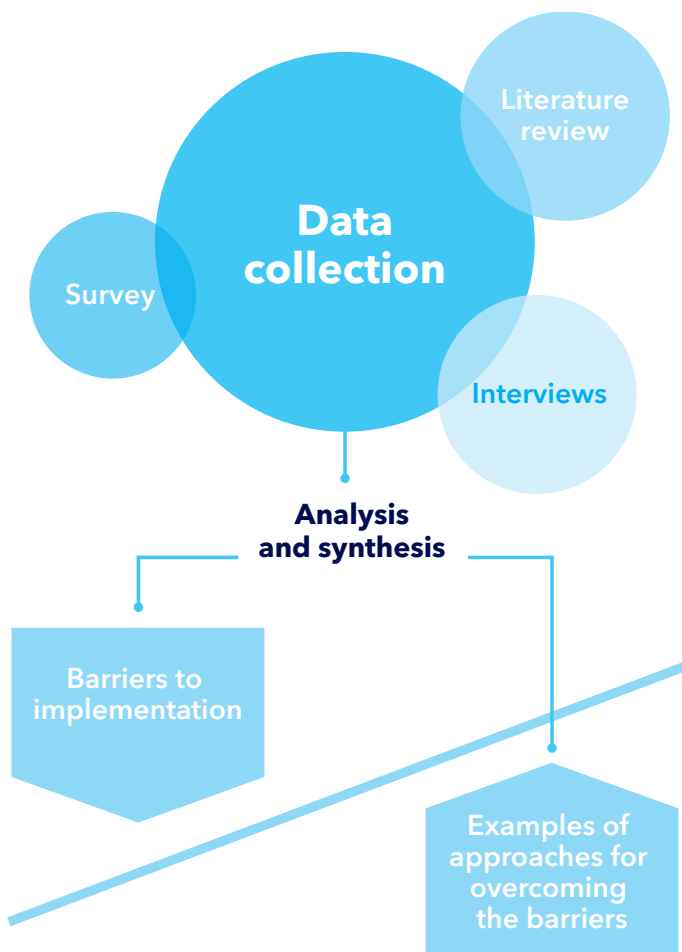 Literature
review
Data
collection
Survey
Interviews
Analysis
and synthesis
Barriers to
implementation
Examples of
approaches for
overcoming
the barriers